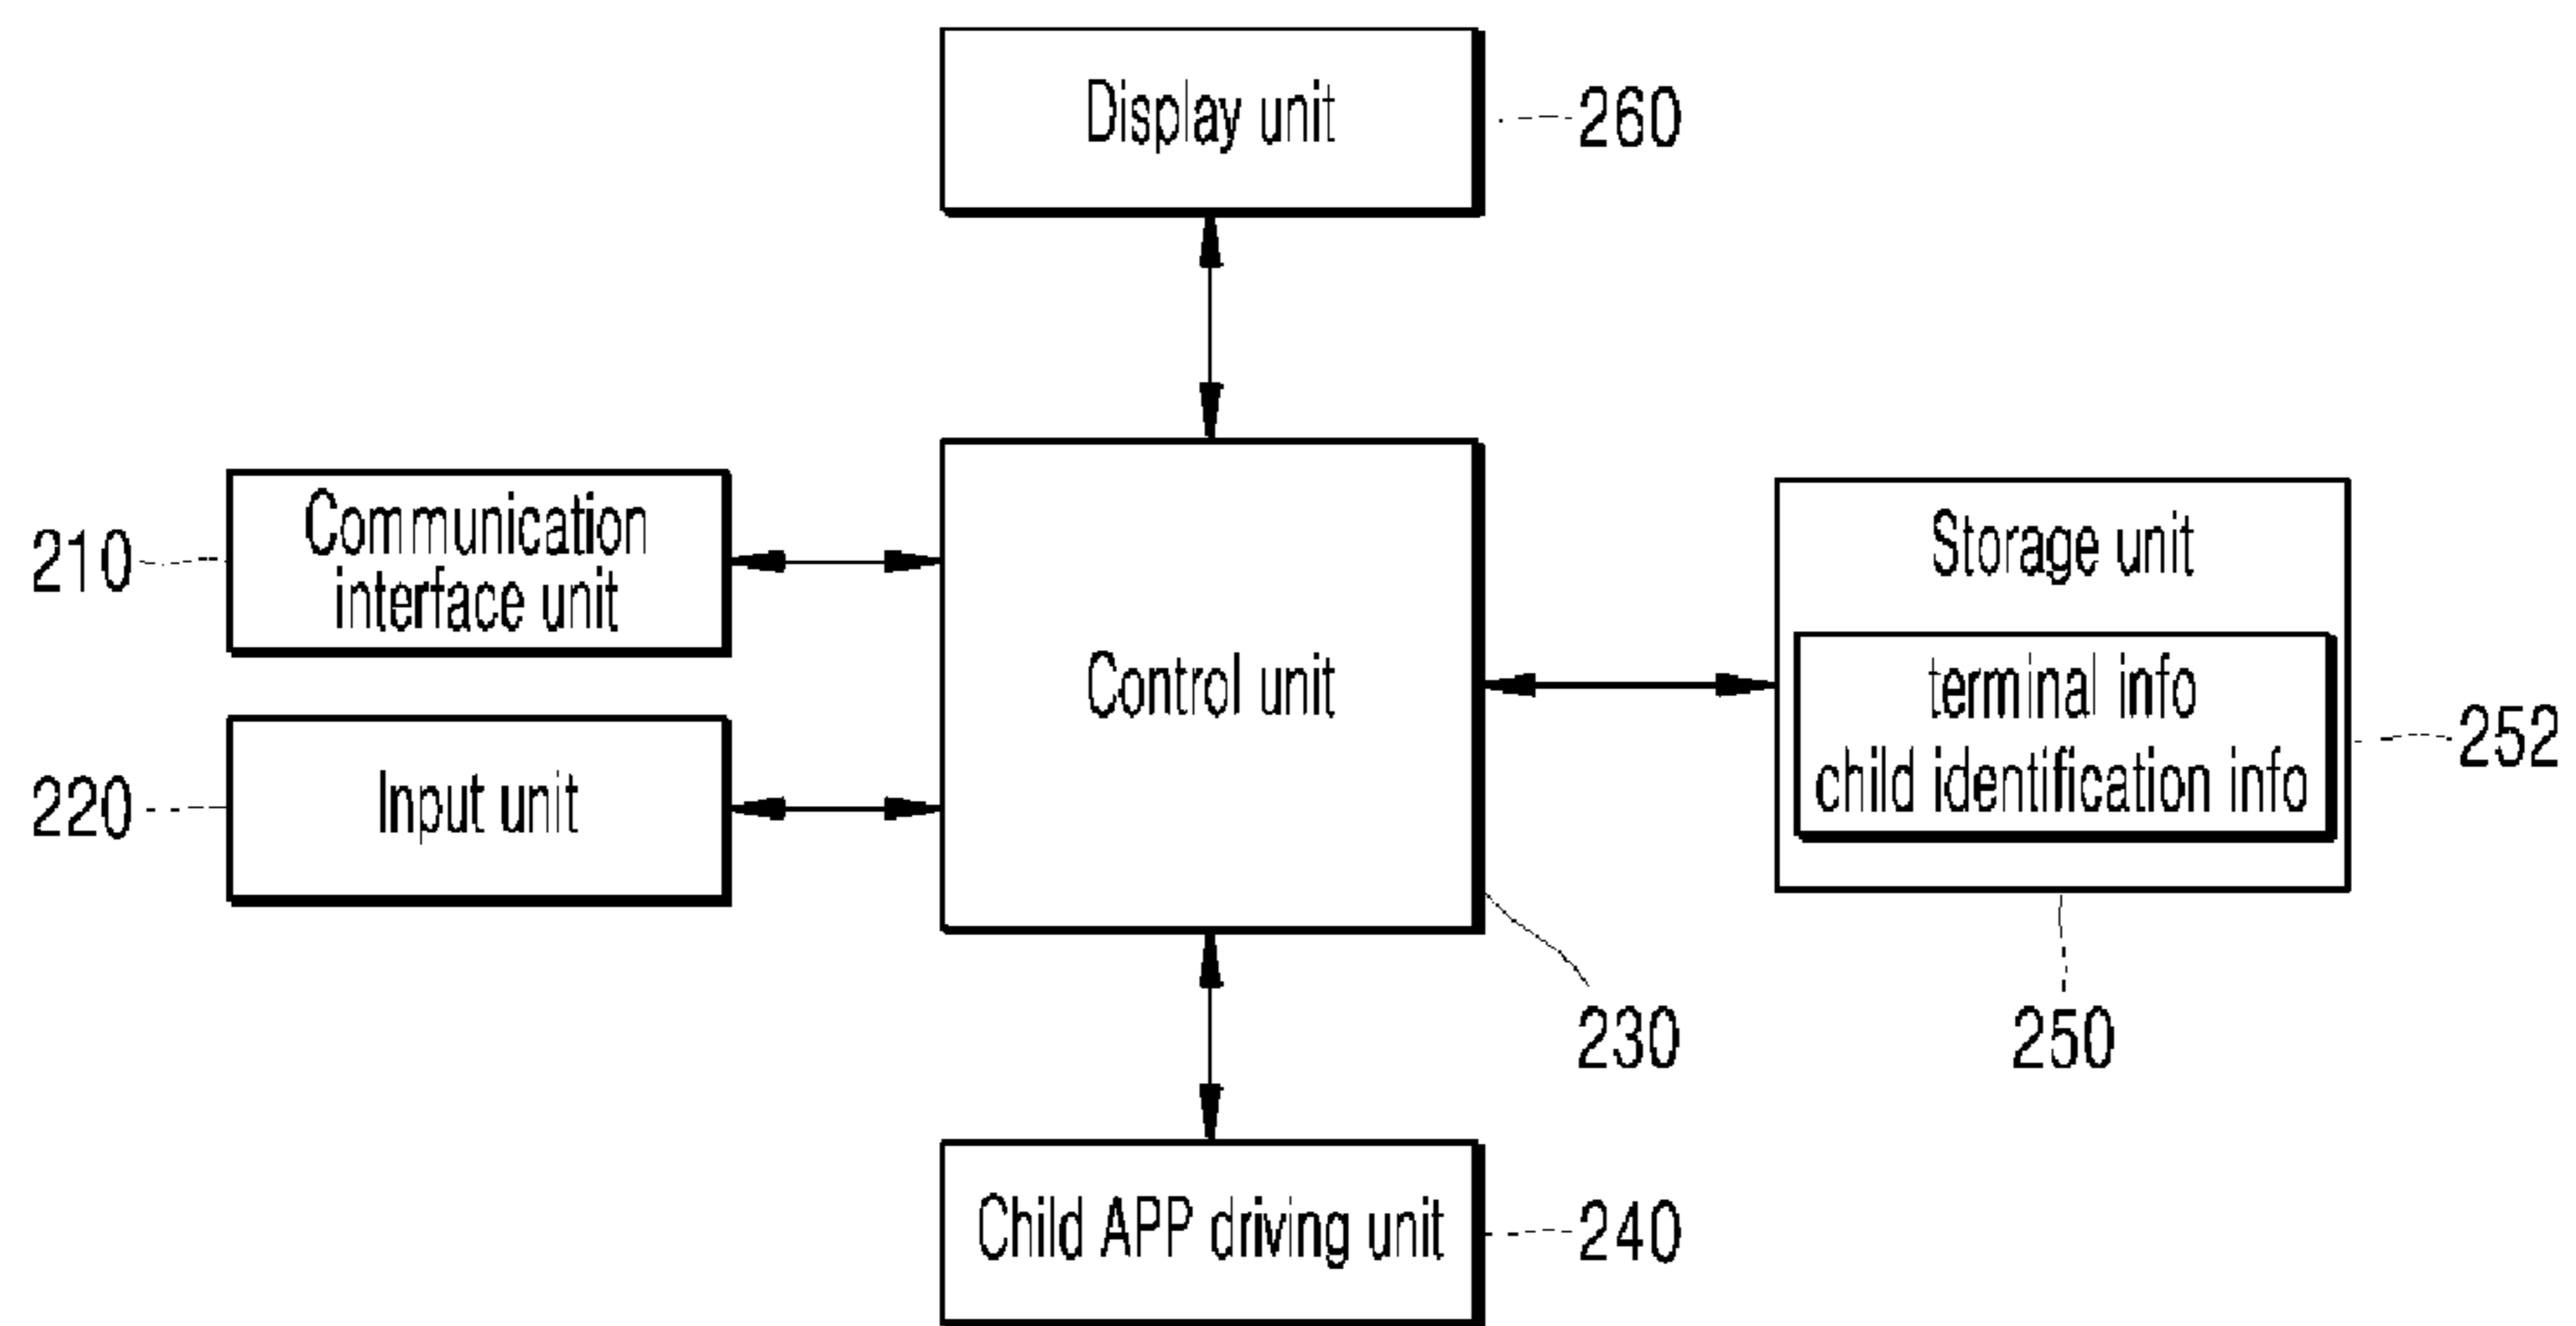 Display unit
260
Communication
interface unit
210
Control unit
Storage unit
terminal info
child identification info
252
Input unit
220
230
250
Child APP driving unit
240